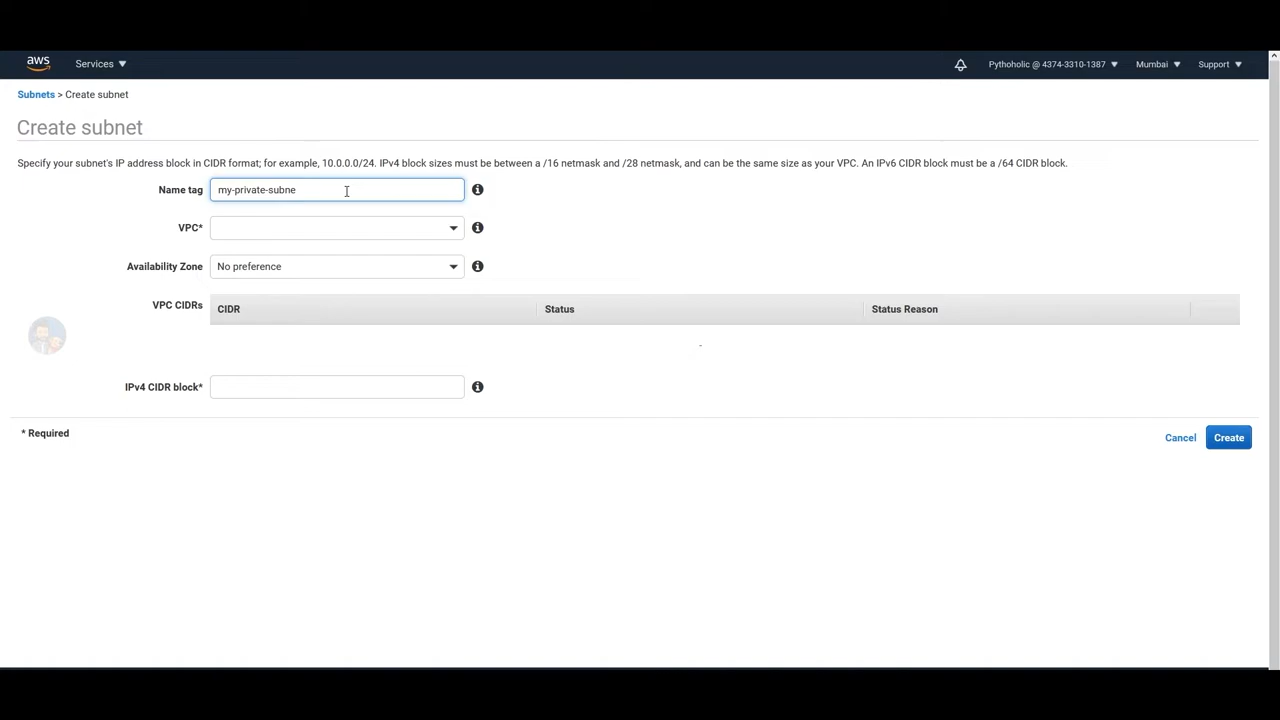 aws Services Pythoholic @ 4374-3310-1387 Mumbai Support
Subnets > Create subnet
Create subnet
Specify your subnet's IP address block in CIDR format; for example, 10.0.0.0/24. IPv4 block sizes must be between a /16 netmask and /28 netmask, and can be the same size as your VPC. An IPv6 CIDR block must be a /64 CIDR block.
Name tag my-private-subne
VPC*
Availability Zone No preference
VPC CIDRs CIDR Status Status Reason
-
IPv4 CIDR block*
* Required
Cancel Create